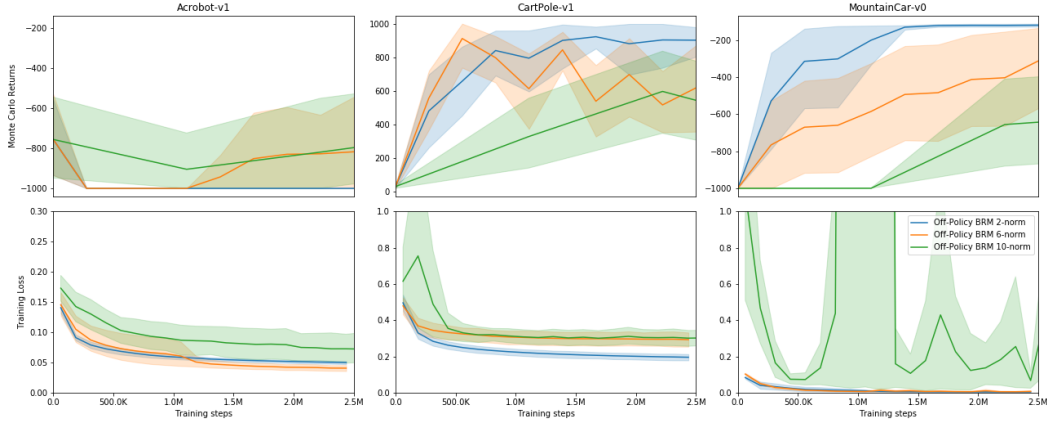 Acrobot-v1
CartPole-v1
MountainCar-v0
Monte Carlo Returns
−200
−400
−600
−800
−1000
1000
800
600
400
200
0
−200
−400
−600
−800
−1000
Training Loss
0.30
0.25
0.20
0.15
0.10
0.05
0.00
0.0
500.0K
1.0M
1.5M
2.0M
2.5M
Training steps
1.0
0.8
0.6
0.4
0.2
0.0
0.0
500.0K
1.0M
1.5M
2.0M
2.5M
Training steps
1.0
0.8
0.6
0.4
0.2
0.0
0.0
500.0K
1.0M
1.5M
2.0M
2.5M
Training steps
Off-Policy BRM 2-norm
Off-Policy BRM 6-norm
Off-Policy BRM 10-norm